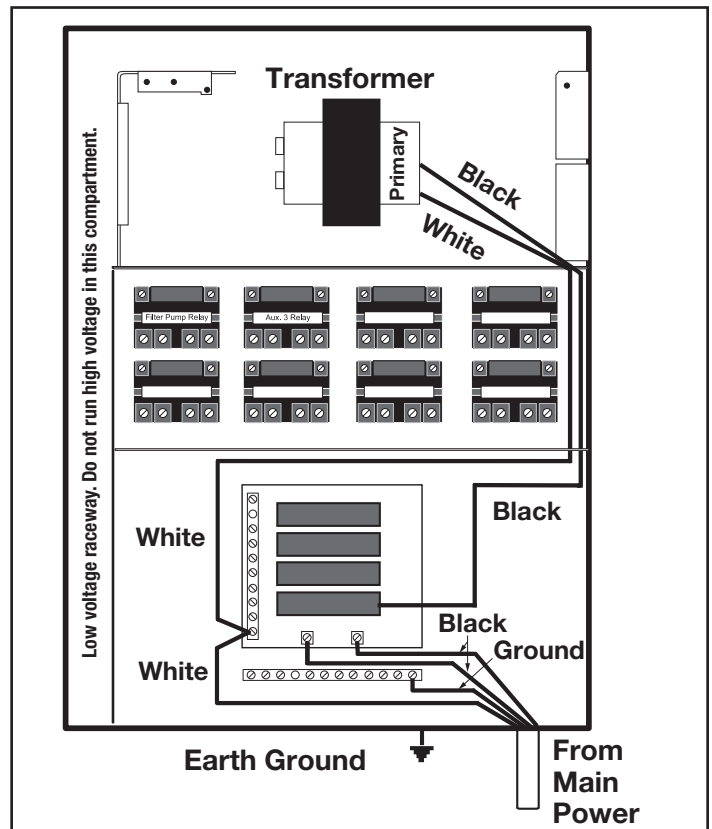 Transformer
Primary
Black
White
Low voltage raceway. Do not run high voltage in this compartment.
Filter Pump Relay
Aux. 3 Relay
White
Black
Black
Ground
White
Earth Ground
From
Main
Power